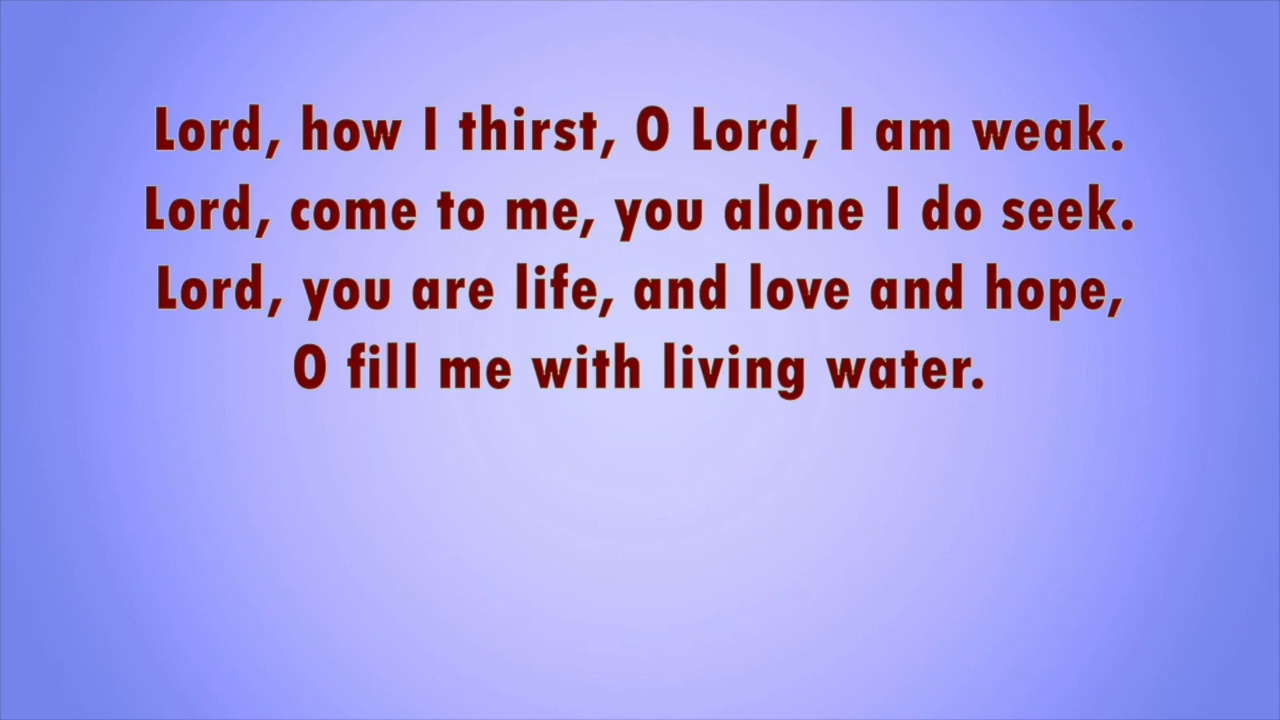 Lord, how I thirst, O Lord, I am weak.
Lord, come to me, you alone I do seek.
Lord, you are life, and love and hope,
O fill me with living water.